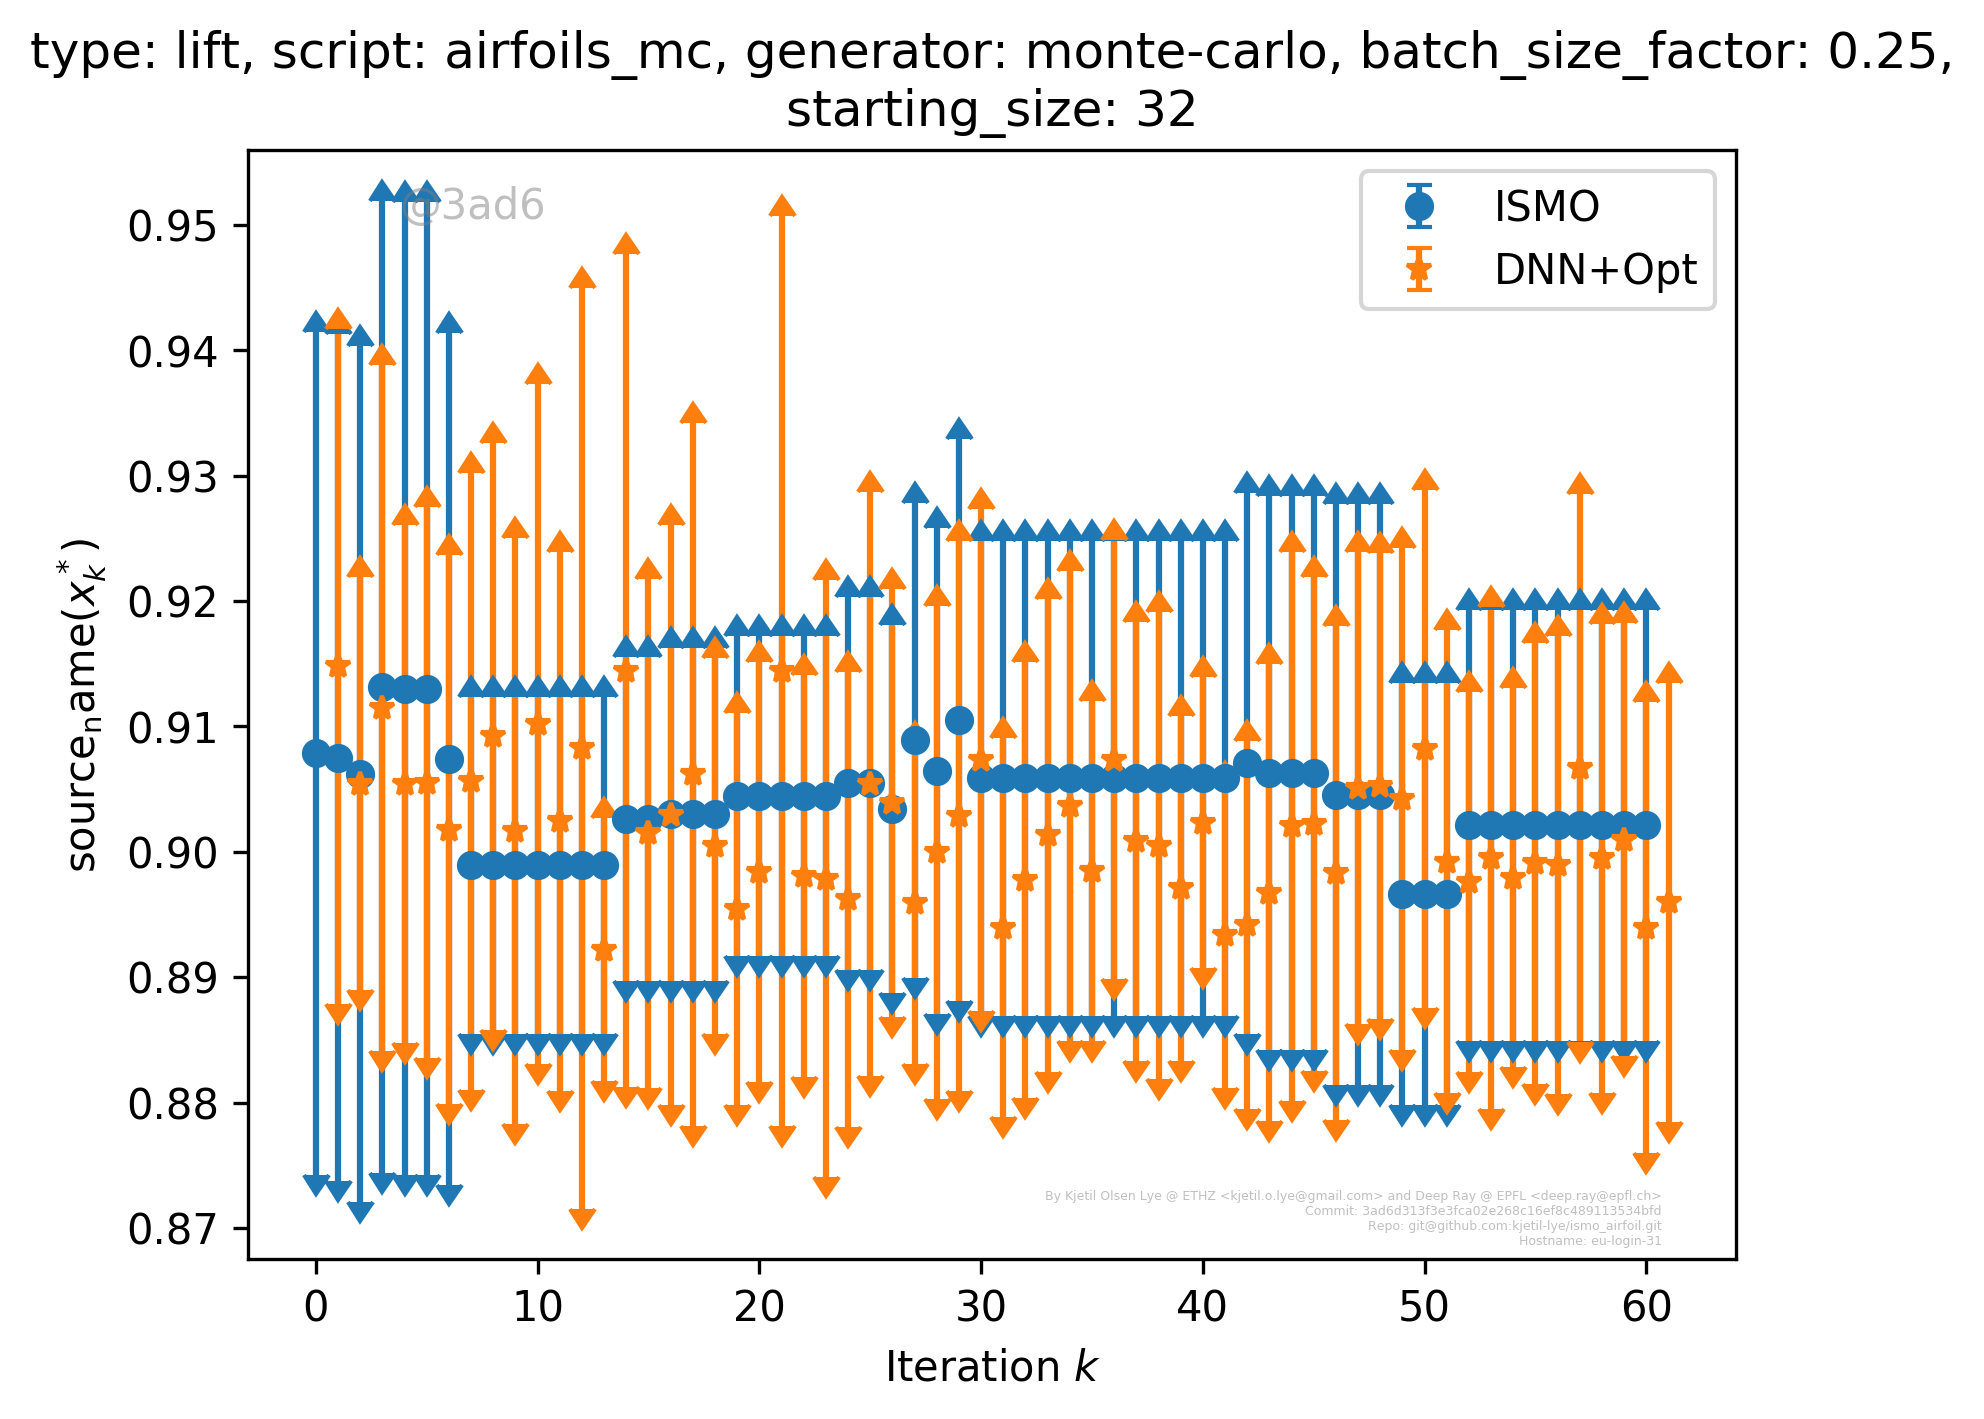 type: lift, script: airfoils_mc, generator: monte-carlo, batch_size_factor: 0.25,
starting_size: 32
@3ad6
ISMO
DNN+Opt
0.95
0.94
0.93
0.92
0.91
0.90
0.89
0.88
0.87
source_name(x_k^*)
By Kjetil Olsen Lye @ ETHZ <kjetil.o.lye@gmail.com> and Deep Ray @ EPFL <deep.ray@epfl.ch>
Commit: 3ad6d313f3e3fca02e268c16ef8c489113534bfd
Repo: git@github.com:kjetil-lye/ismo_airfoil.git
Hostname: eu-login-31
0 10 20 30 40 50 60
Iteration k